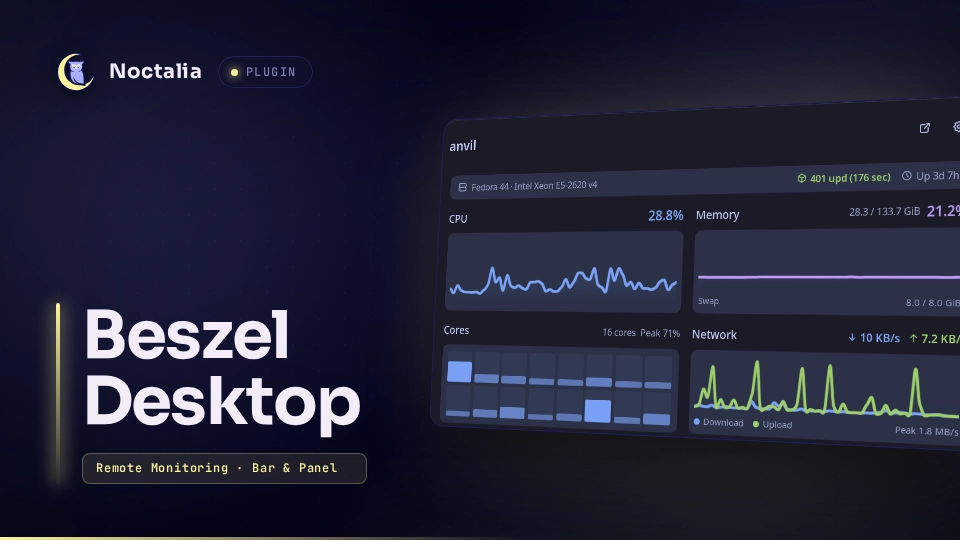 Noctalia
PLUGIN
Beszel
Desktop
Remote Monitoring · Bar & Panel
anvil
Fedora 44 · Intel Xeon E5-2620 v4
401 upd (176 sec)
Up 3d 7h
CPU
28.8%
Memory
28.3 / 133.7 GiB
21.2%
Swap
8.0 / 8.0 GiB
Cores
16 cores Peak 71%
Network
↓ 10 KB/s
↑ 7.2 KB/
Download
Upload
Peak 1.8 MB/s